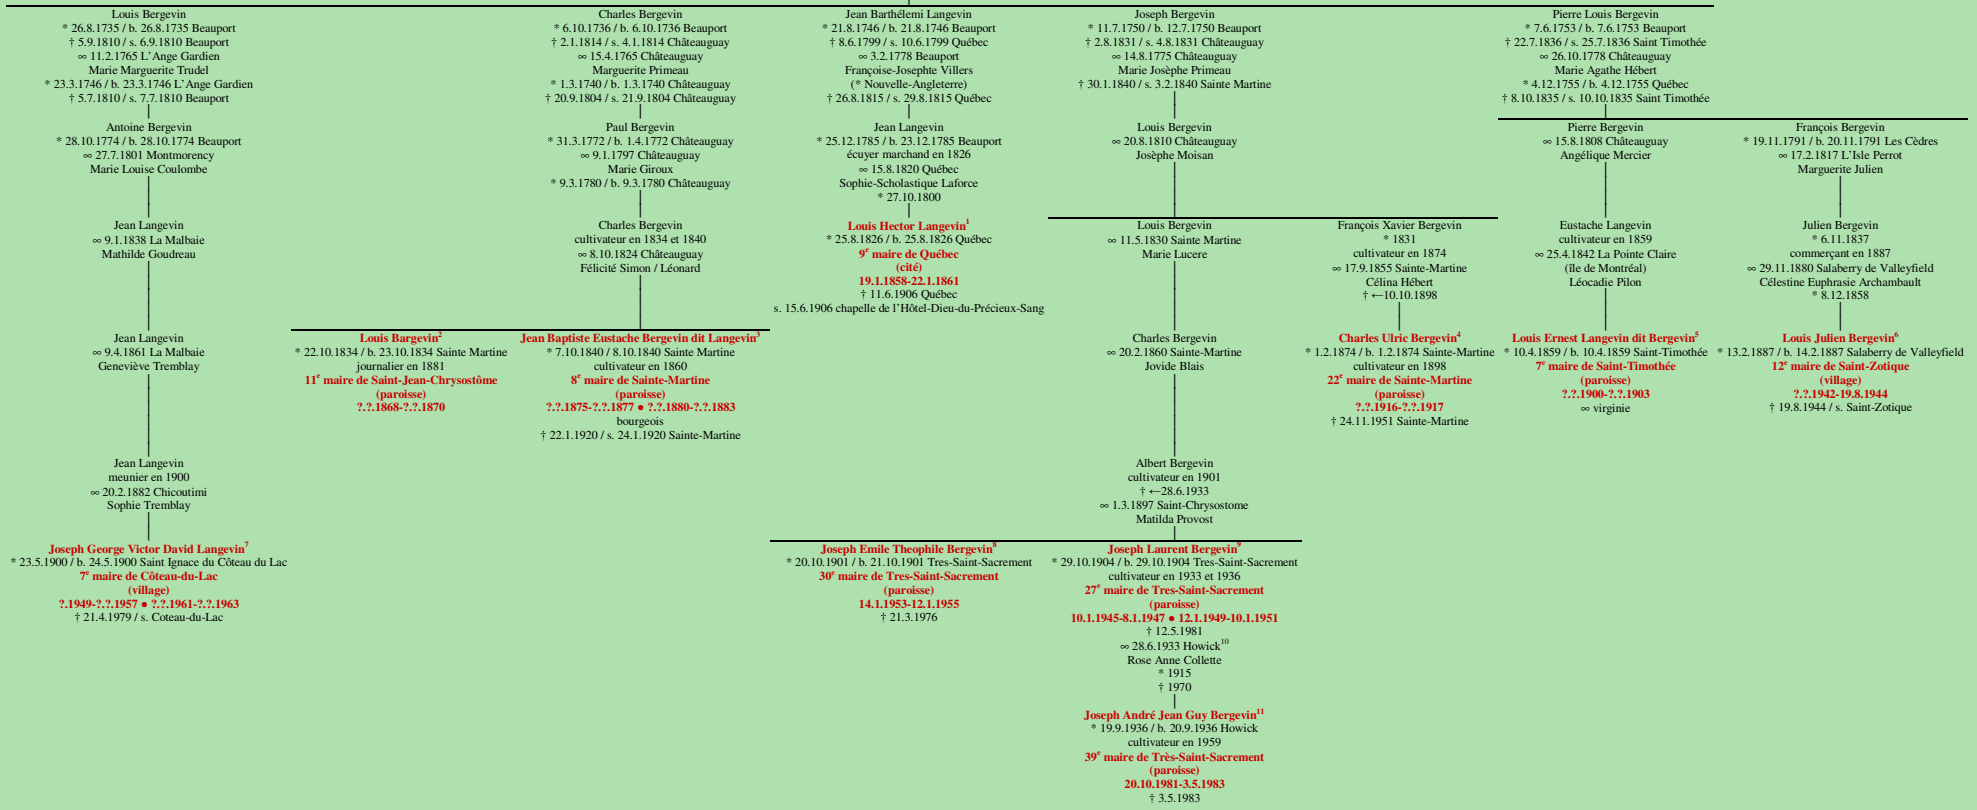 Louis Bergevin
* 26.8.1735 / b. 26.8.1735 Beauport
† 5.9.1810 / s. 6.9.1810 Beauport
∞ 11.2.1765 L'Ange Gardien
Marie Marguerite Trudel
* 23.3.1746 / b. 23.3.1746 L'Ange Gardien
† 5.7.1810 / s. 7.7.1810 Beauport
Charles Bergevin
* 6.10.1736 / b. 6.10.1736 Beauport
† 2.1.1814 / s. 4.1.1814 Châteauguay
∞ 15.4.1765 Châteauguay
Marguerite Primeau
* 1.3.1740 / b. 1.3.1740 Châteauguay
† 20.9.1804 / s. 21.9.1804 Châteauguay
Jean Barthélemi Langevin
* 21.8.1746 / b. 21.8.1746 Beauport
† 8.6.1799 / s. 10.6.1799 Québec
∞ 3.2.1778 Beauport
Françoise-Josephte Villers
(* Nouvelle-Angleterre)
† 26.8.1815 / s. 29.8.1815 Québec
Joseph Bergevin
* 11.7.1750 / b. 12.7.1750 Beauport
† 2.8.1831 / s. 4.8.1831 Châteauguay
∞ 14.8.1775 Châteauguay
Marie Josèphe Primeau
† 30.1.1840 / s. 3.2.1840 Sainte Martine
Pierre Louis Bergevin
* 7.6.1753 / b. 7.6.1753 Beauport
† 22.7.1836 / s. 25.7.1836 Saint Timothée
∞ 26.10.1778 Châteauguay
Marie Agathe Hébert
* 4.12.1755 / b. 4.12.1755 Québec
† 8.10.1835 / s. 10.10.1835 Saint Timothée
Antoine Bergevin
* 28.10.1774 / b. 28.10.1774 Beauport
∞ 27.7.1801 Montmorency
Marie Louise Coulombe
Paul Bergevin
* 31.3.1772 / b. 1.4.1772 Châteauguay
∞ 9.1.1797 Châteauguay
Marie Giroux
* 9.3.1780 / b. 9.3.1780 Châteauguay
Jean Langevin
* 25.12.1785 / b. 23.12.1785 Beauport
écuyer marchand en 1826
∞ 15.8.1820 Québec
Sophie-Scholastique Laforce
* 27.10.1800
Louis Bergevin
∞ 20.8.1810 Châteauguay
Josèphe Moisan
Pierre Bergevin
∞ 15.8.1808 Châteauguay
Angélique Mercier
François Bergevin
* 19.11.1791 / b. 20.11.1791 Les Cèdres
∞ 17.2.1817 L'Isle Perrot
Marguerite Julien
Jean Langevin
∞ 9.1.1838 La Malbaie
Mathilde Goudreau
Charles Bergevin
cultivateur en 1834 et 1840
∞ 8.10.1824 Châteauguay
Félicité Simon / Léonard
Louis Hector Langevin1
* 25.8.1826 / b. 25.8.1826 Québec
9e maire de Québec
(cité)
19.1.1858-22.1.1861
† 11.6.1906 Québec
s. 15.6.1906 chapelle de l'Hôtel-Dieu-du-Précieux-Sang
Louis Bergevin
∞ 11.5.1830 Sainte Martine
Marie Lucere
François Xavier Bergevin
* 1831
cultivateur en 1874
∞ 17.9.1855 Sainte-Martine
Célina Hébert
† ←10.10.1898
Eustache Langevin
cultivateur en 1859
∞ 25.4.1842 La Pointe Claire
(île de Montréal)
Léocadie Pilon
Julien Bergevin
* 6.11.1837
commerçant en 1887
∞ 29.11.1880 Salaberry de Valleyfield
Célestine Euphrasie Archambault
* 8.12.1858
Jean Langevin
∞ 9.4.1861 La Malbaie
Geneviève Tremblay
Louis Bargevin2
* 22.10.1834 / b. 23.10.1834 Sainte Martine
journalier en 1881
11e maire de Saint-Jean-Chrysostôme
(paroisse)
?.?.1868-?.?.1870
Jean Baptiste Eustache Bergevin dit Langevin3
* 7.10.1840 / 8.10.1840 Sainte Martine
cultivateur en 1860
8e maire de Sainte-Martine
(paroisse)
?.?.1875-?.?.1877 ● ?.?.1880-?.?.1883
bourgeois
† 22.1.1920 / s. 24.1.1920 Sainte-Martine
Charles Bergevin
∞ 20.2.1860 Sainte-Martine
Jovide Blais
Charles Ulric Bergevin4
* 1.2.1874 / b. 1.2.1874 Sainte-Martine
cultivateur en 1898
22e maire de Sainte-Martine
(paroisse)
?.?.1916-?.?.1917
† 24.11.1951 Sainte-Martine
Louis Ernest Langevin dit Bergevin5
* 10.4.1859 / b. 10.4.1859 Saint-Timothée
7e maire de Saint-Timothée
(paroisse)
?.?.1900-?.?.1903
∞ virginie
Louis Julien Bergevin6
* 13.2.1887 / b. 14.2.1887 Salaberry de Valleyfield
12e maire de Saint-Zotique
(village)
?.?.1942-19.8.1944
† 19.8.1944 / s. Saint-Zotique
Jean Langevin
meunier en 1900
∞ 20.2.1882 Chicoutimi
Sophie Tremblay
Albert Bergevin
cultivateur en 1901
† ←28.6.1933
∞ 1.3.1897 Saint-Chrysostome
Matilda Provost
Joseph George Victor David Langevin7
* 23.5.1900 / b. 24.5.1900 Saint Ignace du Côteau du Lac
7e maire de Côteau-du-Lac
(village)
?.1949-?.?.1957 ● ?.?.1961-?.?.1963
† 21.4.1979 / s. Coteau-du-Lac
Joseph Emile Theophile Bergevin8
* 20.10.1901 / b. 21.10.1901 Tres-Saint-Sacrement
30e maire de Tres-Saint-Sacrement
(paroisse)
14.1.1953-12.1.1955
† 21.3.1976
Joseph Laurent Bergevin9
* 29.10.1904 / b. 29.10.1904 Tres-Saint-Sacrement
cultivateur en 1933 et 1936
27e maire de Tres-Saint-Sacrement
(paroisse)
10.1.1945-8.1.1947 ● 12.1.1949-10.1.1951
† 12.5.1981
∞ 28.6.1933 Howick10
Rose Anne Collette
* 1915
† 1970
Joseph André Jean Guy Bergevin11
* 19.9.1936 / b. 20.9.1936 Howick
cultivateur en 1959
39e maire de Très-Saint-Sacrement
(paroisse)
20.10.1981-3.5.1983
† 3.5.1983